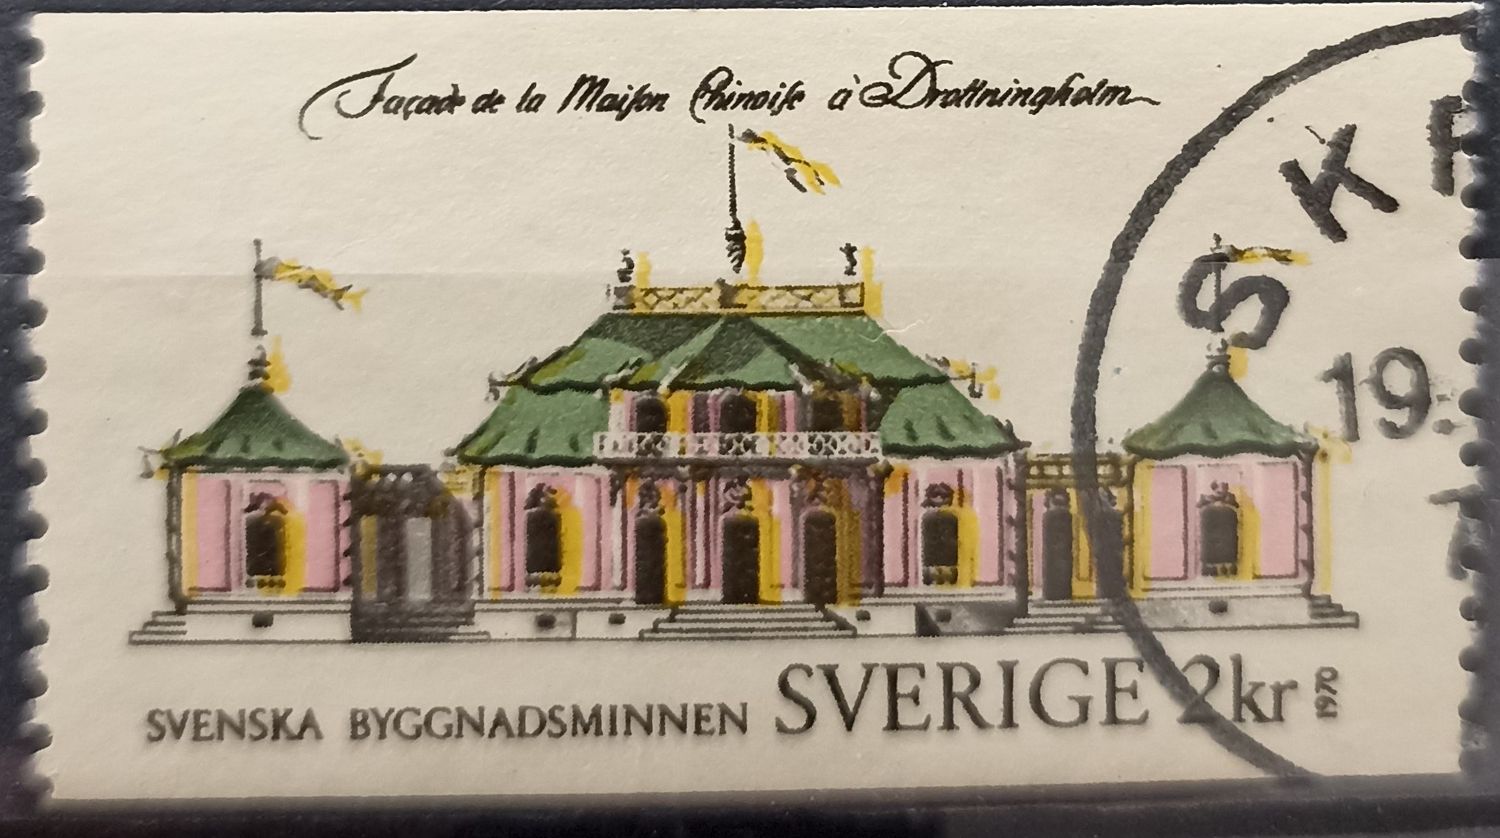 Façade de la Maiſon Chinoiſe à Drottningholm
SKR
19
SVENSKA BYGGNADSMINNEN SVERIGE 2kr 1970